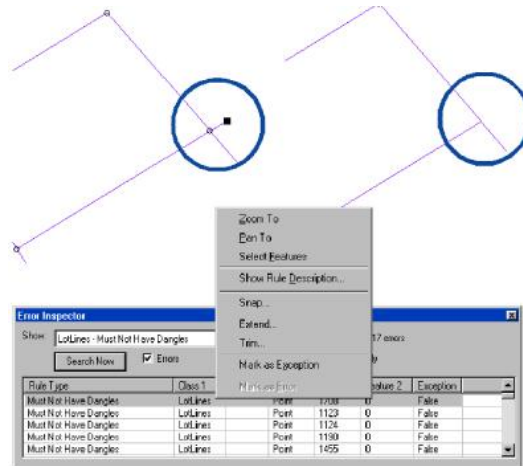 Zoom To
Pan To
Select Features
Show Rule Description...
Snap...
Extend...
Trim...
Mark as Exception
Mark as Error
Error Inspector
Show: LotLines - Must Not Have Dangles 17 errors
Search Now Errors
Rule Type Class 1 Feature 2 Exception
Must Not Have Dangles LotLines Point 1708 0 False
Must Not Have Dangles LotLines Point 1123 0 False
Must Not Have Dangles LotLines Point 1124 0 False
Must Not Have Dangles LotLines Point 1190 0 False
Must Not Have Dangles LotLines Point 1455 0 False